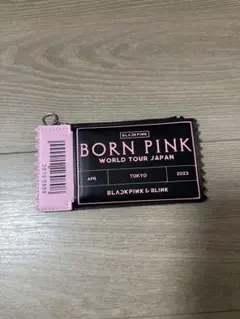 BLACKPINK
BORN PINK
WORLD TOUR JAPAN
APR
TOKYO
2023
BLACKPINK & BLINK